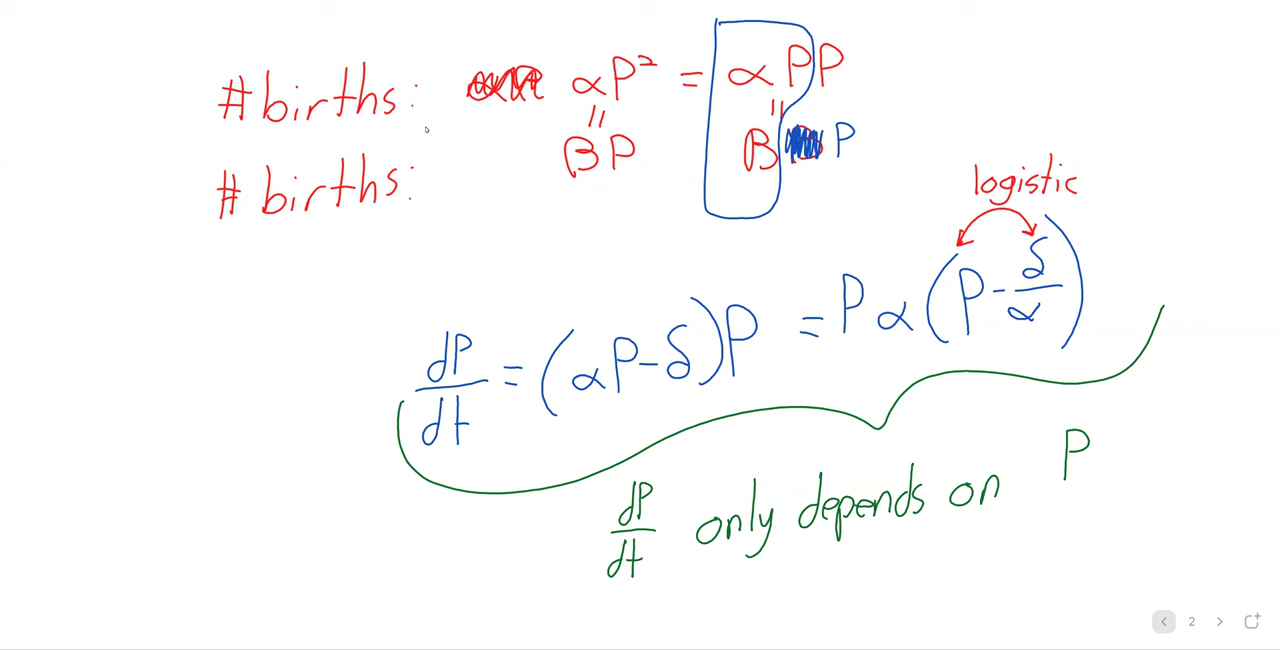 #births: αP² = αPP
‖ ‖
βP β P
# births:
logistic
dP/dt = (αP-δ)P = Pα(P-δ/α)
P
dP/dt only depends on
2